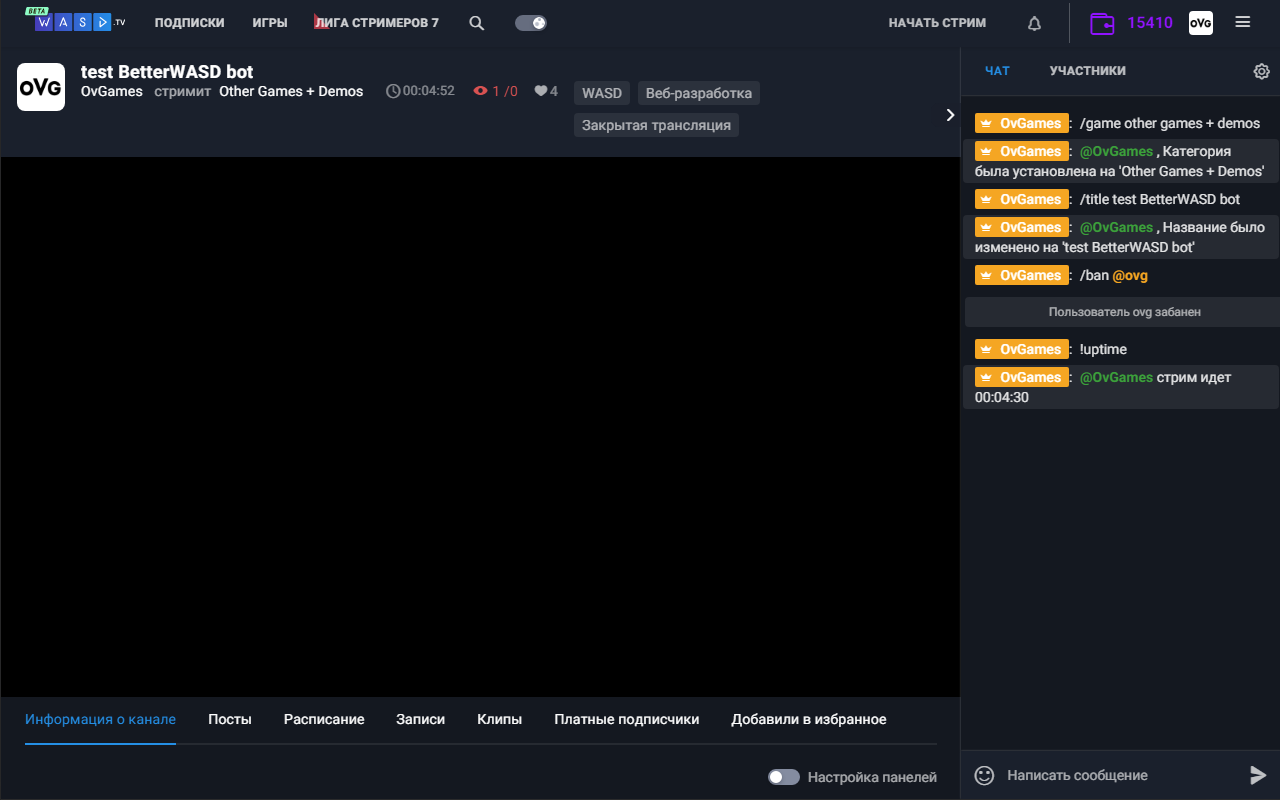 BETA
WASD.TV ПОДПИСКИ ИГРЫ ЛИГА СТРИМЕРОВ 7 НАЧАТЬ СТРИМ 15410 OVG
OVG
test BetterWASD bot
OvGames стримит Other Games + Demos 00:04:52 1 /0 4
WASD Веб-разработка
Закрытая трансляция
ЧАТ УЧАСТНИКИ
OvGames: /game other games + demos
OvGames: @OvGames , Категория
была установлена на 'Other Games + Demos'
OvGames: /title test BetterWASD bot
OvGames: @OvGames , Название было
изменено на 'test BetterWASD bot'
OvGames: /ban @ovg
Пользователь ovg забанен
OvGames: !uptime
OvGames: @OvGames стрим идет
00:04:30
Информация о канале Посты Расписание Записи Клипы Платные подписчики Добавили в избранное
Настройка панелей
Написать сообщение